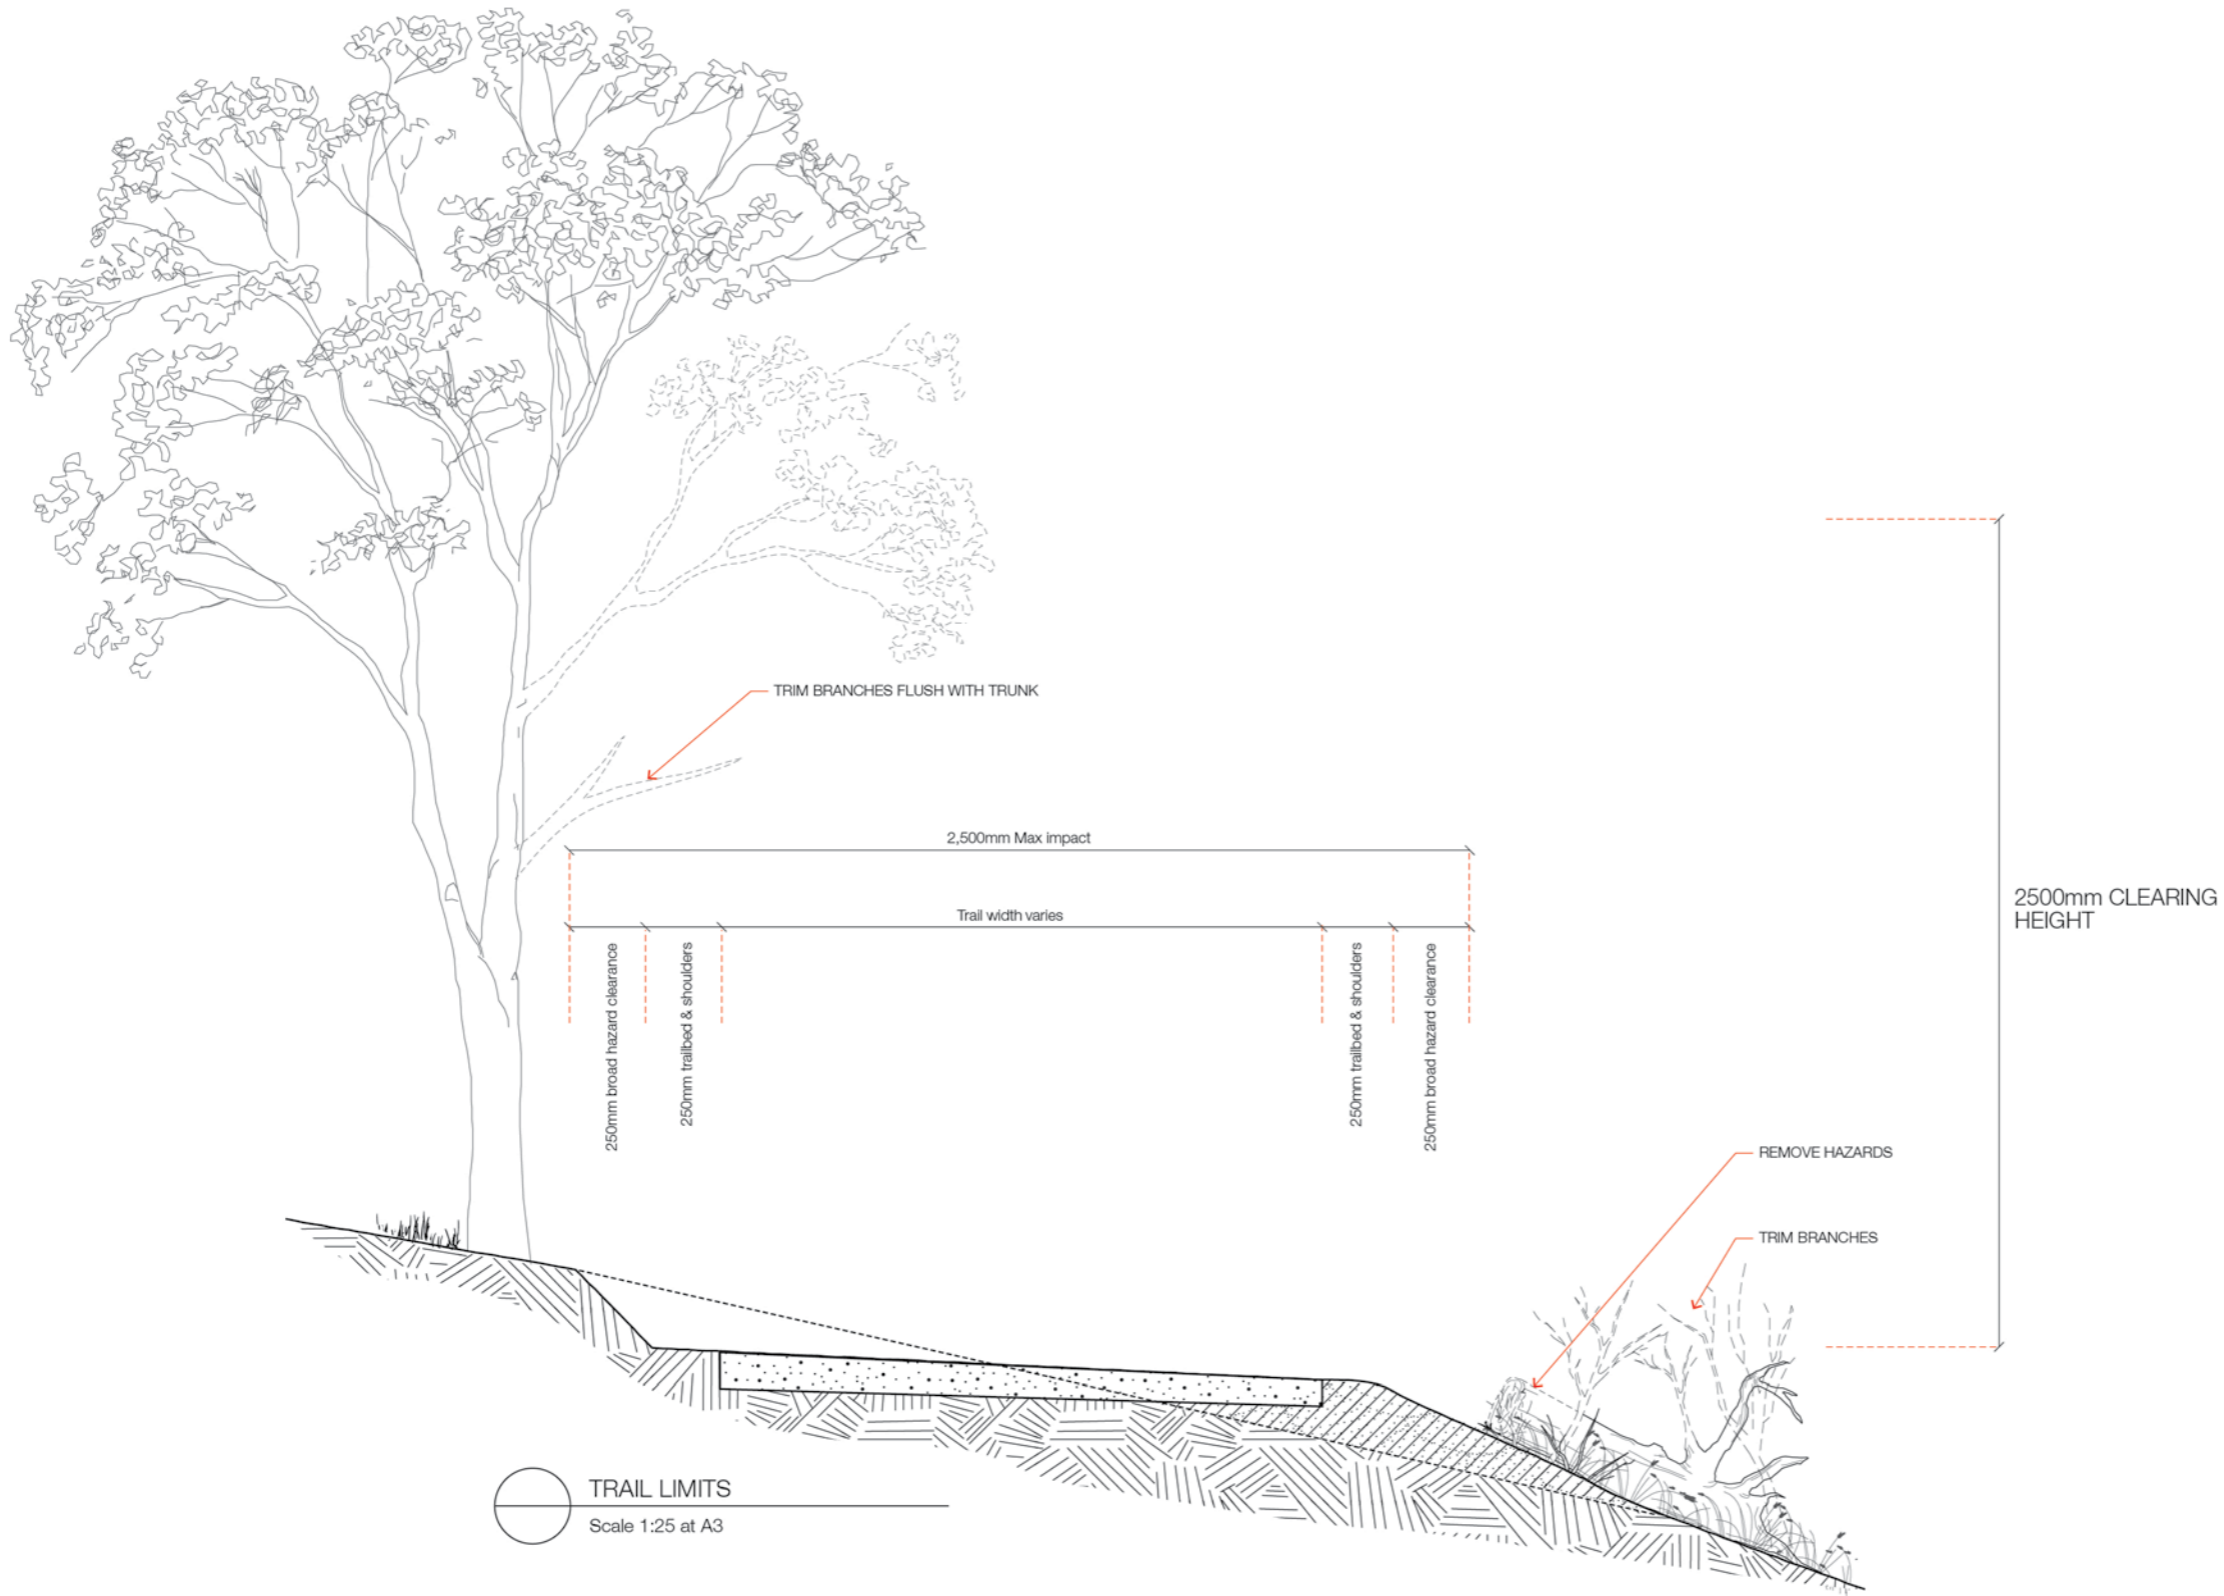 TRIM BRANCHES FLUSH WITH TRUNK
2,500mm Max impact
Trail width varies
250mm broad hazard clearance
250mm trailbed & shoulders
250mm trailbed & shoulders
250mm broad hazard clearance
2500mm CLEARING
HEIGHT
REMOVE HAZARDS
TRIM BRANCHES
TRAIL LIMITS
Scale 1:25 at A3